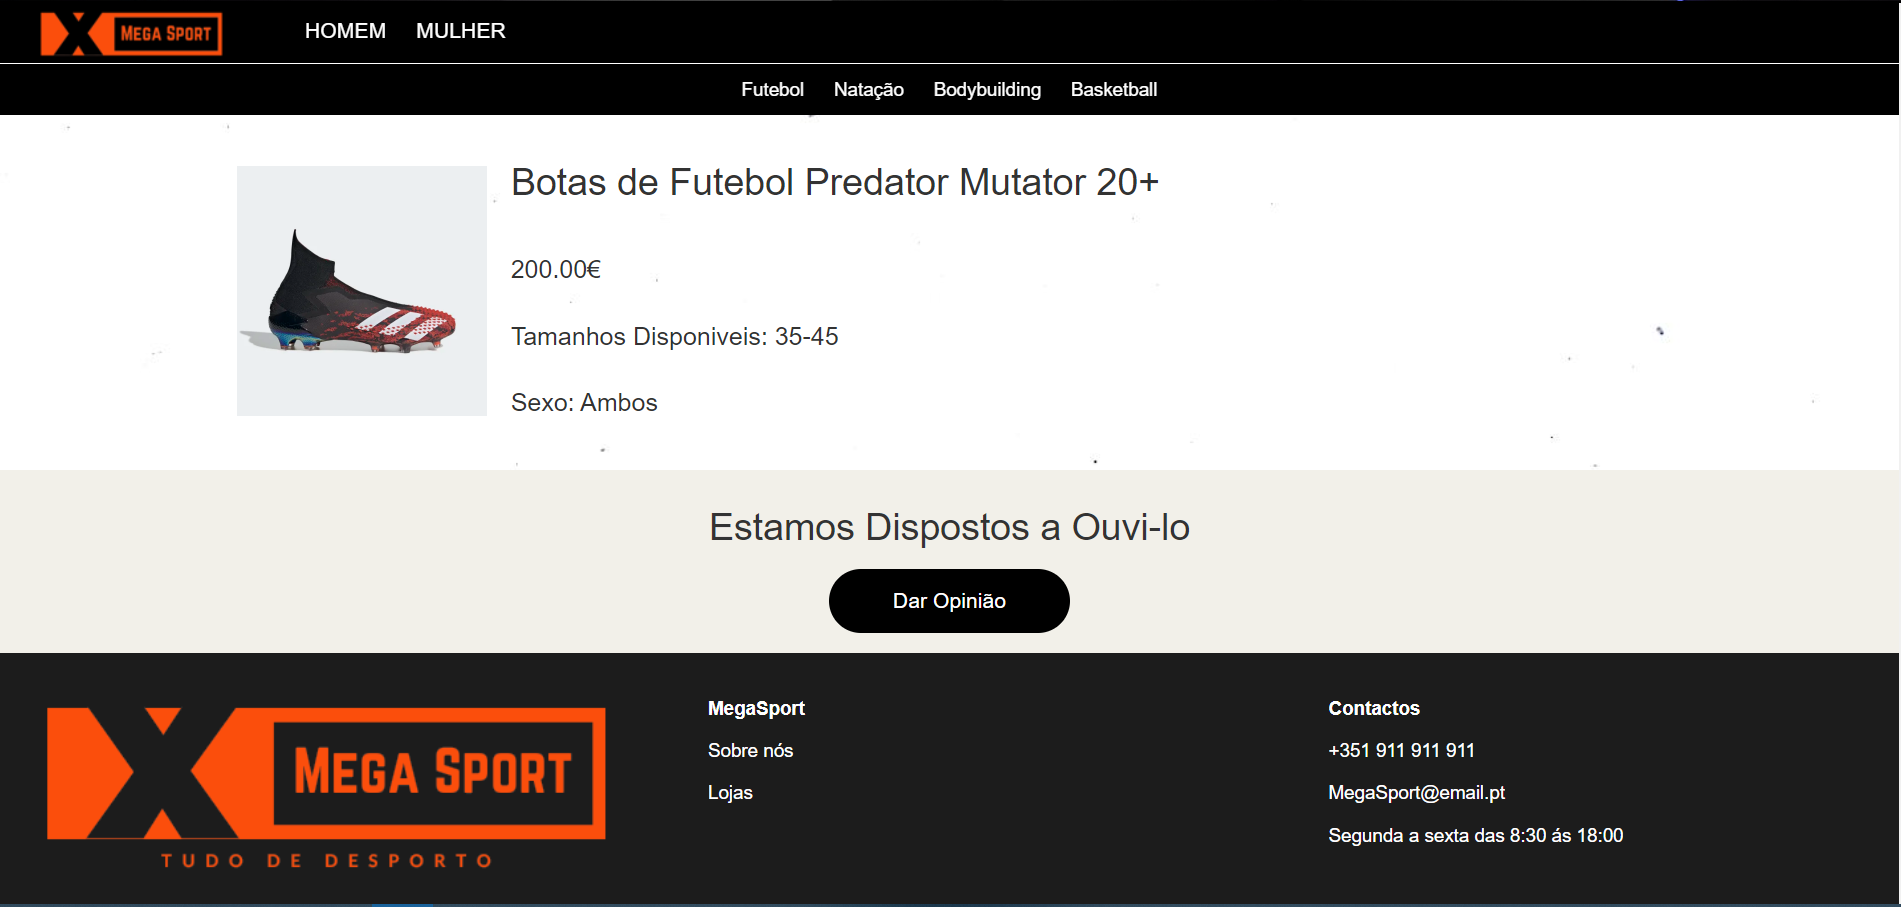 MEGA SPORT
HOMEM MULHER
Futebol Natação Bodybuilding Basketball
Botas de Futebol Predator Mutator 20+
200.00€
Tamanhos Disponiveis: 35-45
Sexo: Ambos
Estamos Dispostos a Ouvi-lo
Dar Opinião
MEGA SPORT
TUDO DE DESPORTO
MegaSport
Sobre nós
Lojas
Contactos
+351 911 911 911
MegaSport@email.pt
Segunda a sexta das 8:30 ás 18:00